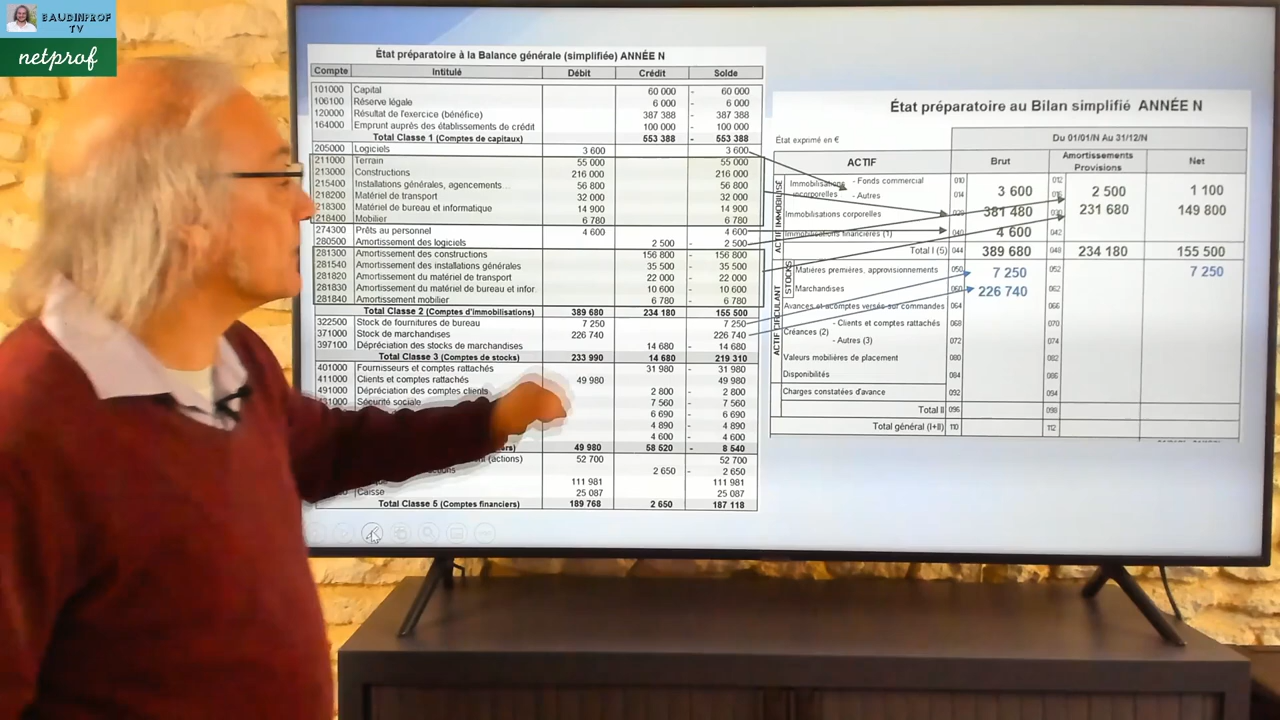 BAUDINPROF
TV
netprof
État préparatoire à la Balance générale (simplifiée) ANNÉE N
Compte Intitulé Débit Crédit Solde
101000 Capital 60 000 - 60 000
106100 Réserve légale 6 000 - 6 000
120000 Résultat de l'exercice (bénéfice) 387 388 - 387 388
164000 Emprunt auprès des établissements de crédit 100 000 - 100 000
Total Classe 1 (Comptes de capitaux) 553 388 - 553 388
205000 Logiciels 3 600 3 600
211000 Terrain 55 000 55 000
213000 Constructions 216 000 216 000
215400 Installations générales, agencements... 56 800 56 800
218200 Matériel de transport 32 000 32 000
218300 Matériel de bureau et informatique 14 900 14 900
218400 Mobilier 6 780 6 780
274300 Prêts au personnel 4 600 4 600
280500 Amortissement des logiciels 2 500 - 2 500
281300 Amortissement des constructions 156 800 - 156 800
281540 Amortissement des installations générales 35 500 - 35 500
281820 Amortissement du matériel de transport 22 000 - 22 000
281830 Amortissement du matériel de bureau et infor 10 600 - 10 600
281840 Amortissement mobilier 6 780 - 6 780
Total Classe 2 (Comptes d'immobilisations) 389 680 234 180 155 500
322500 Stock de fournitures de bureau 7 250 7 250
371000 Stock de marchandises 226 740 226 740
397100 Dépréciation des stocks de marchandises 14 680 - 14 680
Total Classe 3 (Comptes de stocks) 233 990 14 680 219 310
401000 Fournisseurs et comptes rattachés 31 980 - 31 980
411000 Clients et comptes rattachés 49 980 49 980
491000 Dépréciation des comptes clients 2 800 - 2 800
Sécurité sociale 7 560 - 7 560
6 690 - 6 690
4 890 - 4 890
4 600 - 4 600
49 980 58 520 - 8 540
(actions) 52 700 52 700
2 650 - 2 650
111 981 111 981
Caisse 25 087 25 087
Total Classe 5 (Comptes financiers) 189 768 2 650 187 118
État préparatoire au Bilan simplifié ANNÉE N
État exprimé en € Du 01/01/N Au 31/12/N
ACTIF Brut Amortissements Provisions Net
ACTIF IMMOBILISÉ
Immobilisations incorporelles - Fonds commercial 010 012
- Autres 014 3 600 2 500 1 100
Immobilisations corporelles 381 480 231 680 149 800
Immobilisations financières (1) 040 4 600 042
Total I (5) 044 389 680 048 234 180 155 500
ACTIF CIRCULANT
STOCKS
Matières premières, approvisionnements 050 7 250 052 7 250
Marchandises 060 226 740 062
Avances et acomptes versés sur commandes 064 066
Créances (2) - Clients et comptes rattachés 068 070
- Autres (3) 072 074
Valeurs mobilières de placement 080 082
Disponibilités 084 086
Charges constatées d'avance 092 094
Total II 096 098
Total général (I+II) 110 112